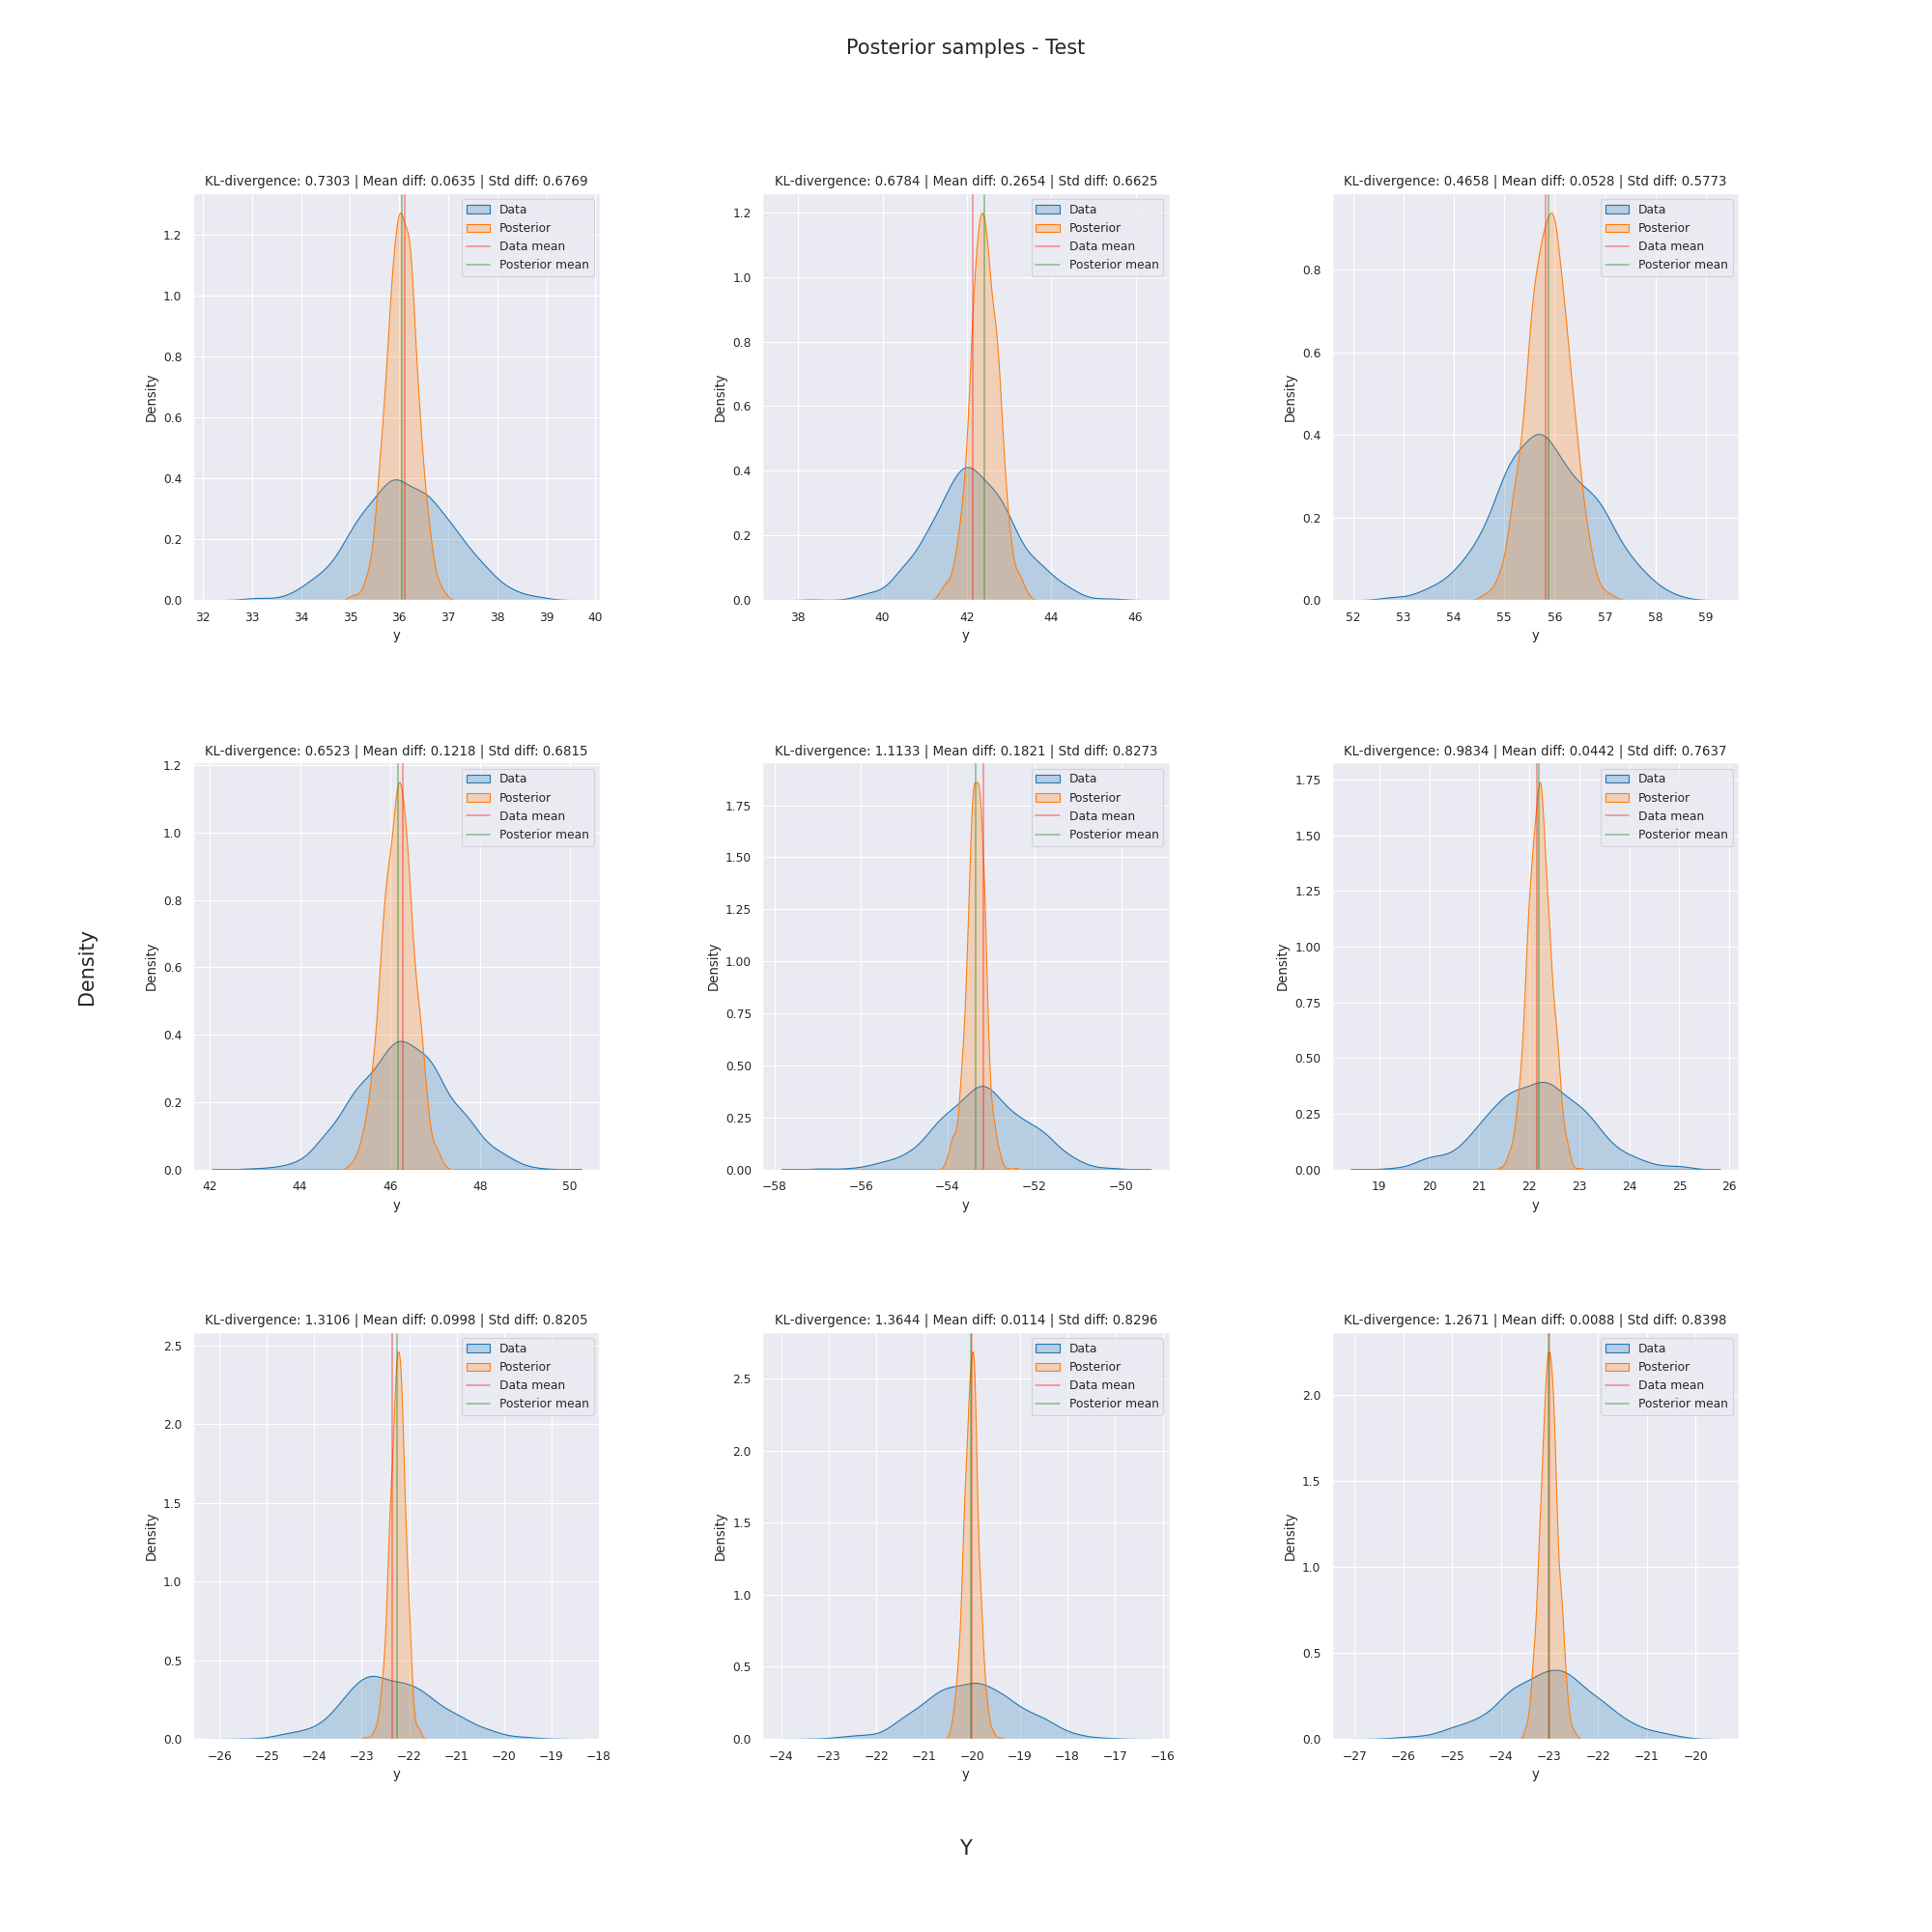 Posterior samples - Test
KL-divergence: 0.7303 | Mean diff: 0.0635 | Std diff: 0.6769
Data
Posterior
Data mean
Posterior mean
Density
1.2
1.0
0.8
0.6
0.4
0.2
0.0
32 33 34 35 36 37 38 39 40
y
KL-divergence: 0.6784 | Mean diff: 0.2654 | Std diff: 0.6625
Data
Posterior
Data mean
Posterior mean
Density
1.2
1.0
0.8
0.6
0.4
0.2
0.0
38 40 42 44 46
y
KL-divergence: 0.4658 | Mean diff: 0.0528 | Std diff: 0.5773
Data
Posterior
Data mean
Posterior mean
Density
0.8
0.6
0.4
0.2
0.0
52 53 54 55 56 57 58 59
y
Density
KL-divergence: 0.6523 | Mean diff: 0.1218 | Std diff: 0.6815
Data
Posterior
Data mean
Posterior mean
Density
1.2
1.0
0.8
0.6
0.4
0.2
0.0
42 44 46 48 50
y
KL-divergence: 1.1133 | Mean diff: 0.1821 | Std diff: 0.8273
Data
Posterior
Data mean
Posterior mean
Density
1.75
1.50
1.25
1.00
0.75
0.50
0.25
0.00
−58 −56 −54 −52 −50
y
KL-divergence: 0.9834 | Mean diff: 0.0442 | Std diff: 0.7637
Data
Posterior
Data mean
Posterior mean
Density
1.75
1.50
1.25
1.00
0.75
0.50
0.25
0.00
19 20 21 22 23 24 25 26
y
KL-divergence: 1.3106 | Mean diff: 0.0998 | Std diff: 0.8205
Data
Posterior
Data mean
Posterior mean
Density
2.5
2.0
1.5
1.0
0.5
0.0
−26 −25 −24 −23 −22 −21 −20 −19 −18
y
KL-divergence: 1.3644 | Mean diff: 0.0114 | Std diff: 0.8296
Data
Posterior
Data mean
Posterior mean
Density
2.5
2.0
1.5
1.0
0.5
0.0
−24 −23 −22 −21 −20 −19 −18 −17 −16
y
KL-divergence: 1.2671 | Mean diff: 0.0088 | Std diff: 0.8398
Data
Posterior
Data mean
Posterior mean
Density
2.0
1.5
1.0
0.5
0.0
−27 −26 −25 −24 −23 −22 −21 −20
y
Y